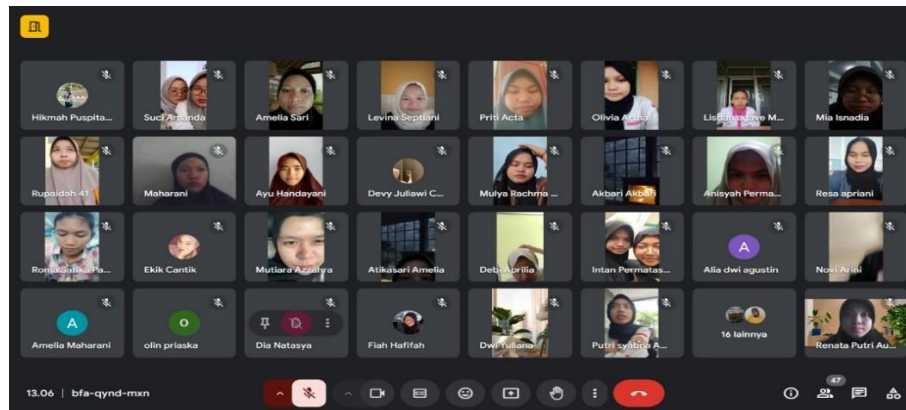 Hikmah Puspita...
Suci Amanda
Amelia Sari
Levina Septiani
Priti Acta
Olivia Artha
Mia Isnadia
Rupaidah 41
Maharani
Ayu Handayani
Devy Juliawi C...
Mulya Rachma ...
Akbari Akbari
Anisyah Perma...
Resa apriani
Ekik Cantik
Mutiara Azzahra
Atikasari Amelia
Debi Aprilia
Intan Permatas...
A
Alia dwi agustin
Novi Arini
A
Amelia Maharani
o
olin priaska
D
Dia Natasya
Fiah Hafifah
Dwi Yuliana
Putri syabina A...
16 lainnya
Renata Putri Au...
13.06 | bfa-qynd-mxn
47